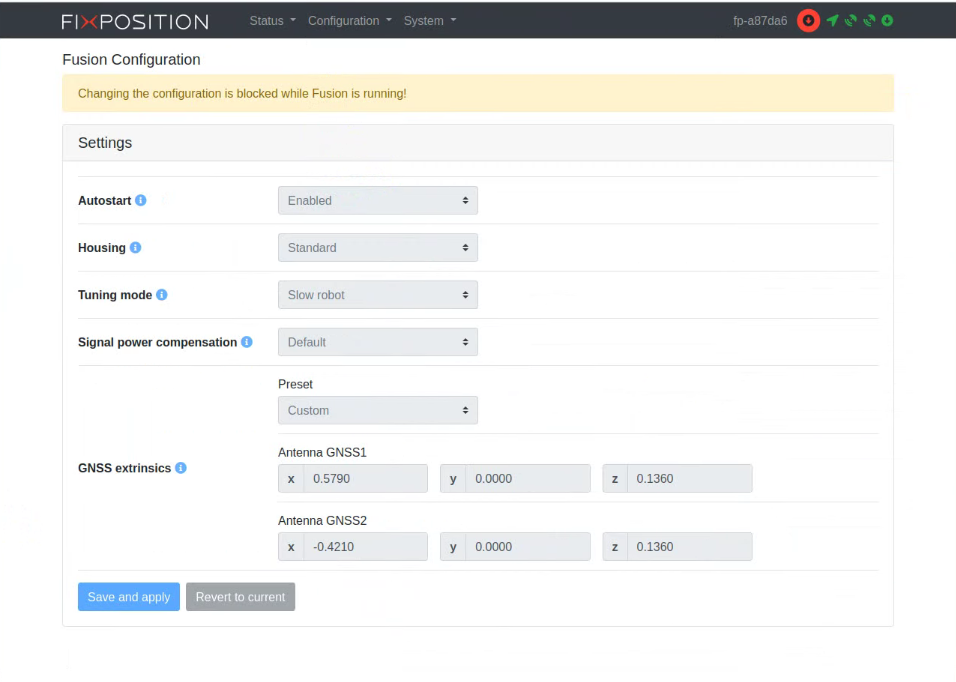 FIXPOSITION Status Configuration System fp-a87da6
Fusion Configuration
Changing the configuration is blocked while Fusion is running!
Settings
Autostart Enabled
Housing Standard
Tuning mode Slow robot
Signal power compensation Default
Preset
Custom
GNSS extrinsics
Antenna GNSS1
x 0.5790 y 0.0000 z 0.1360
Antenna GNSS2
x -0.4210 y 0.0000 z 0.1360
Save and apply Revert to current